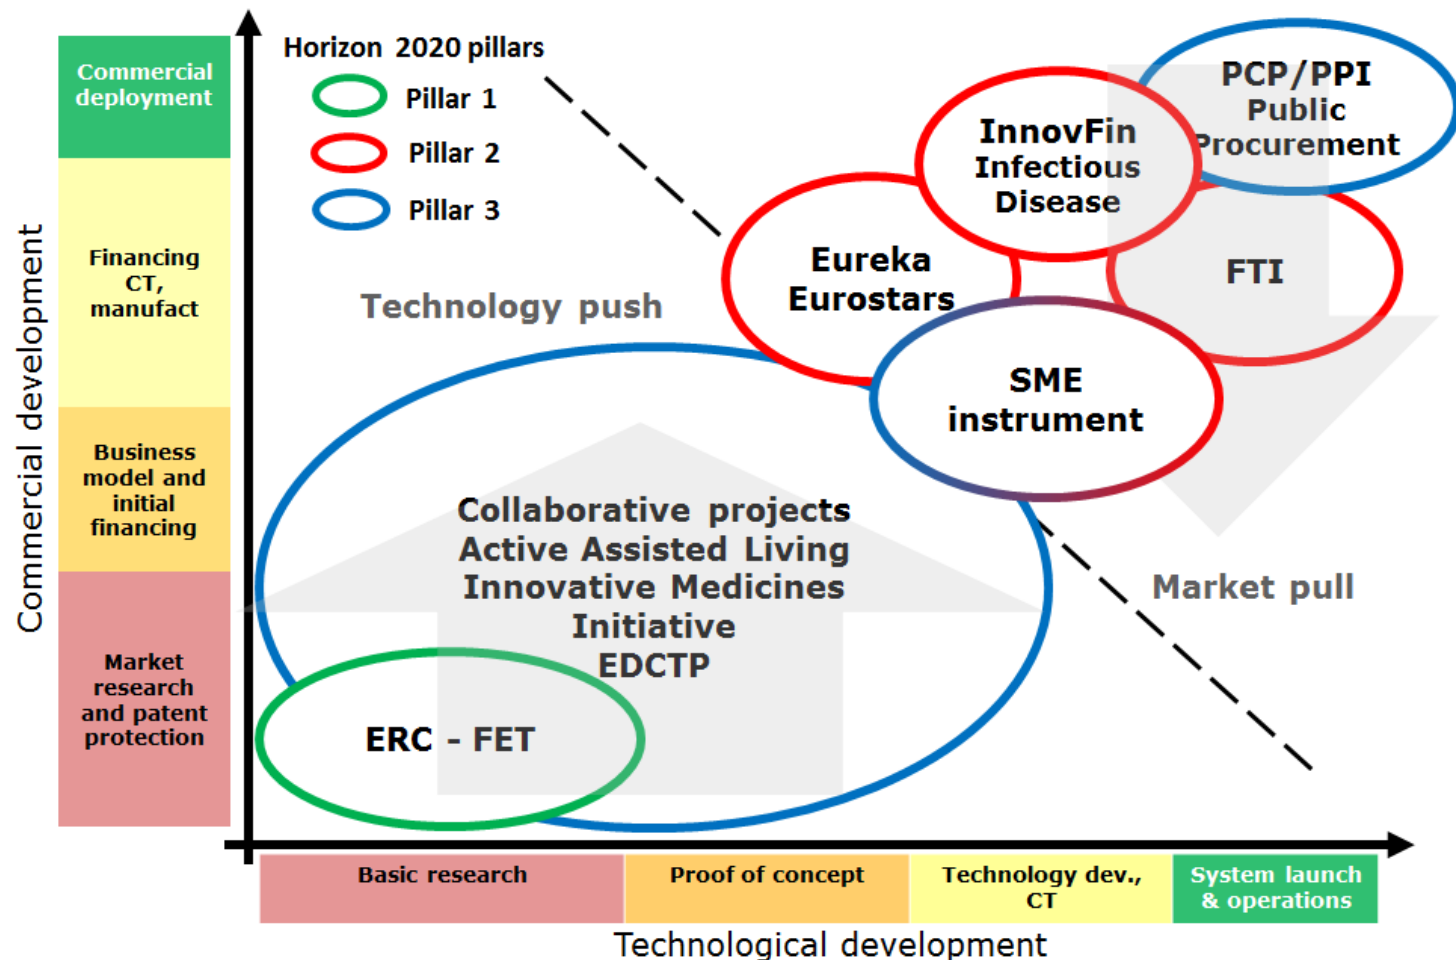 Horizon 2020 pillars
Pillar 1
Pillar 2
Pillar 3
Commercial
deployment
Financing
CT,
manufact
Business
model and
initial
financing
Market
research
and patent
protection
Commercial development
Technology push
PCP/PPI
Public
Procurement
InnovFin
Infectious
Disease
Eureka
Eurostars
FTI
SME
instrument
Collaborative projects
Active Assisted Living
Innovative Medicines
Initiative
EDCTP
Market pull
ERC - FET
Basic research
Proof of concept
Technology dev.,
CT
System launch
& operations
Technological development